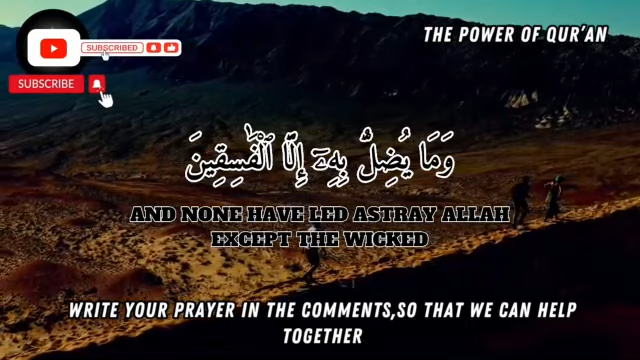 THE POWER OF QUR'AN
SUBSCRIBED
SUBSCRIBE
وَمَا يُضِلُّ بِهِۦٓ إِلَّا ٱلْفَٰسِقِينَ
AND NONE HAVE LED ASTRAY ALLAH
EXCEPT THE WICKED
WRITE YOUR PRAYER IN THE COMMENTS,SO THAT WE CAN HELP
TOGETHER